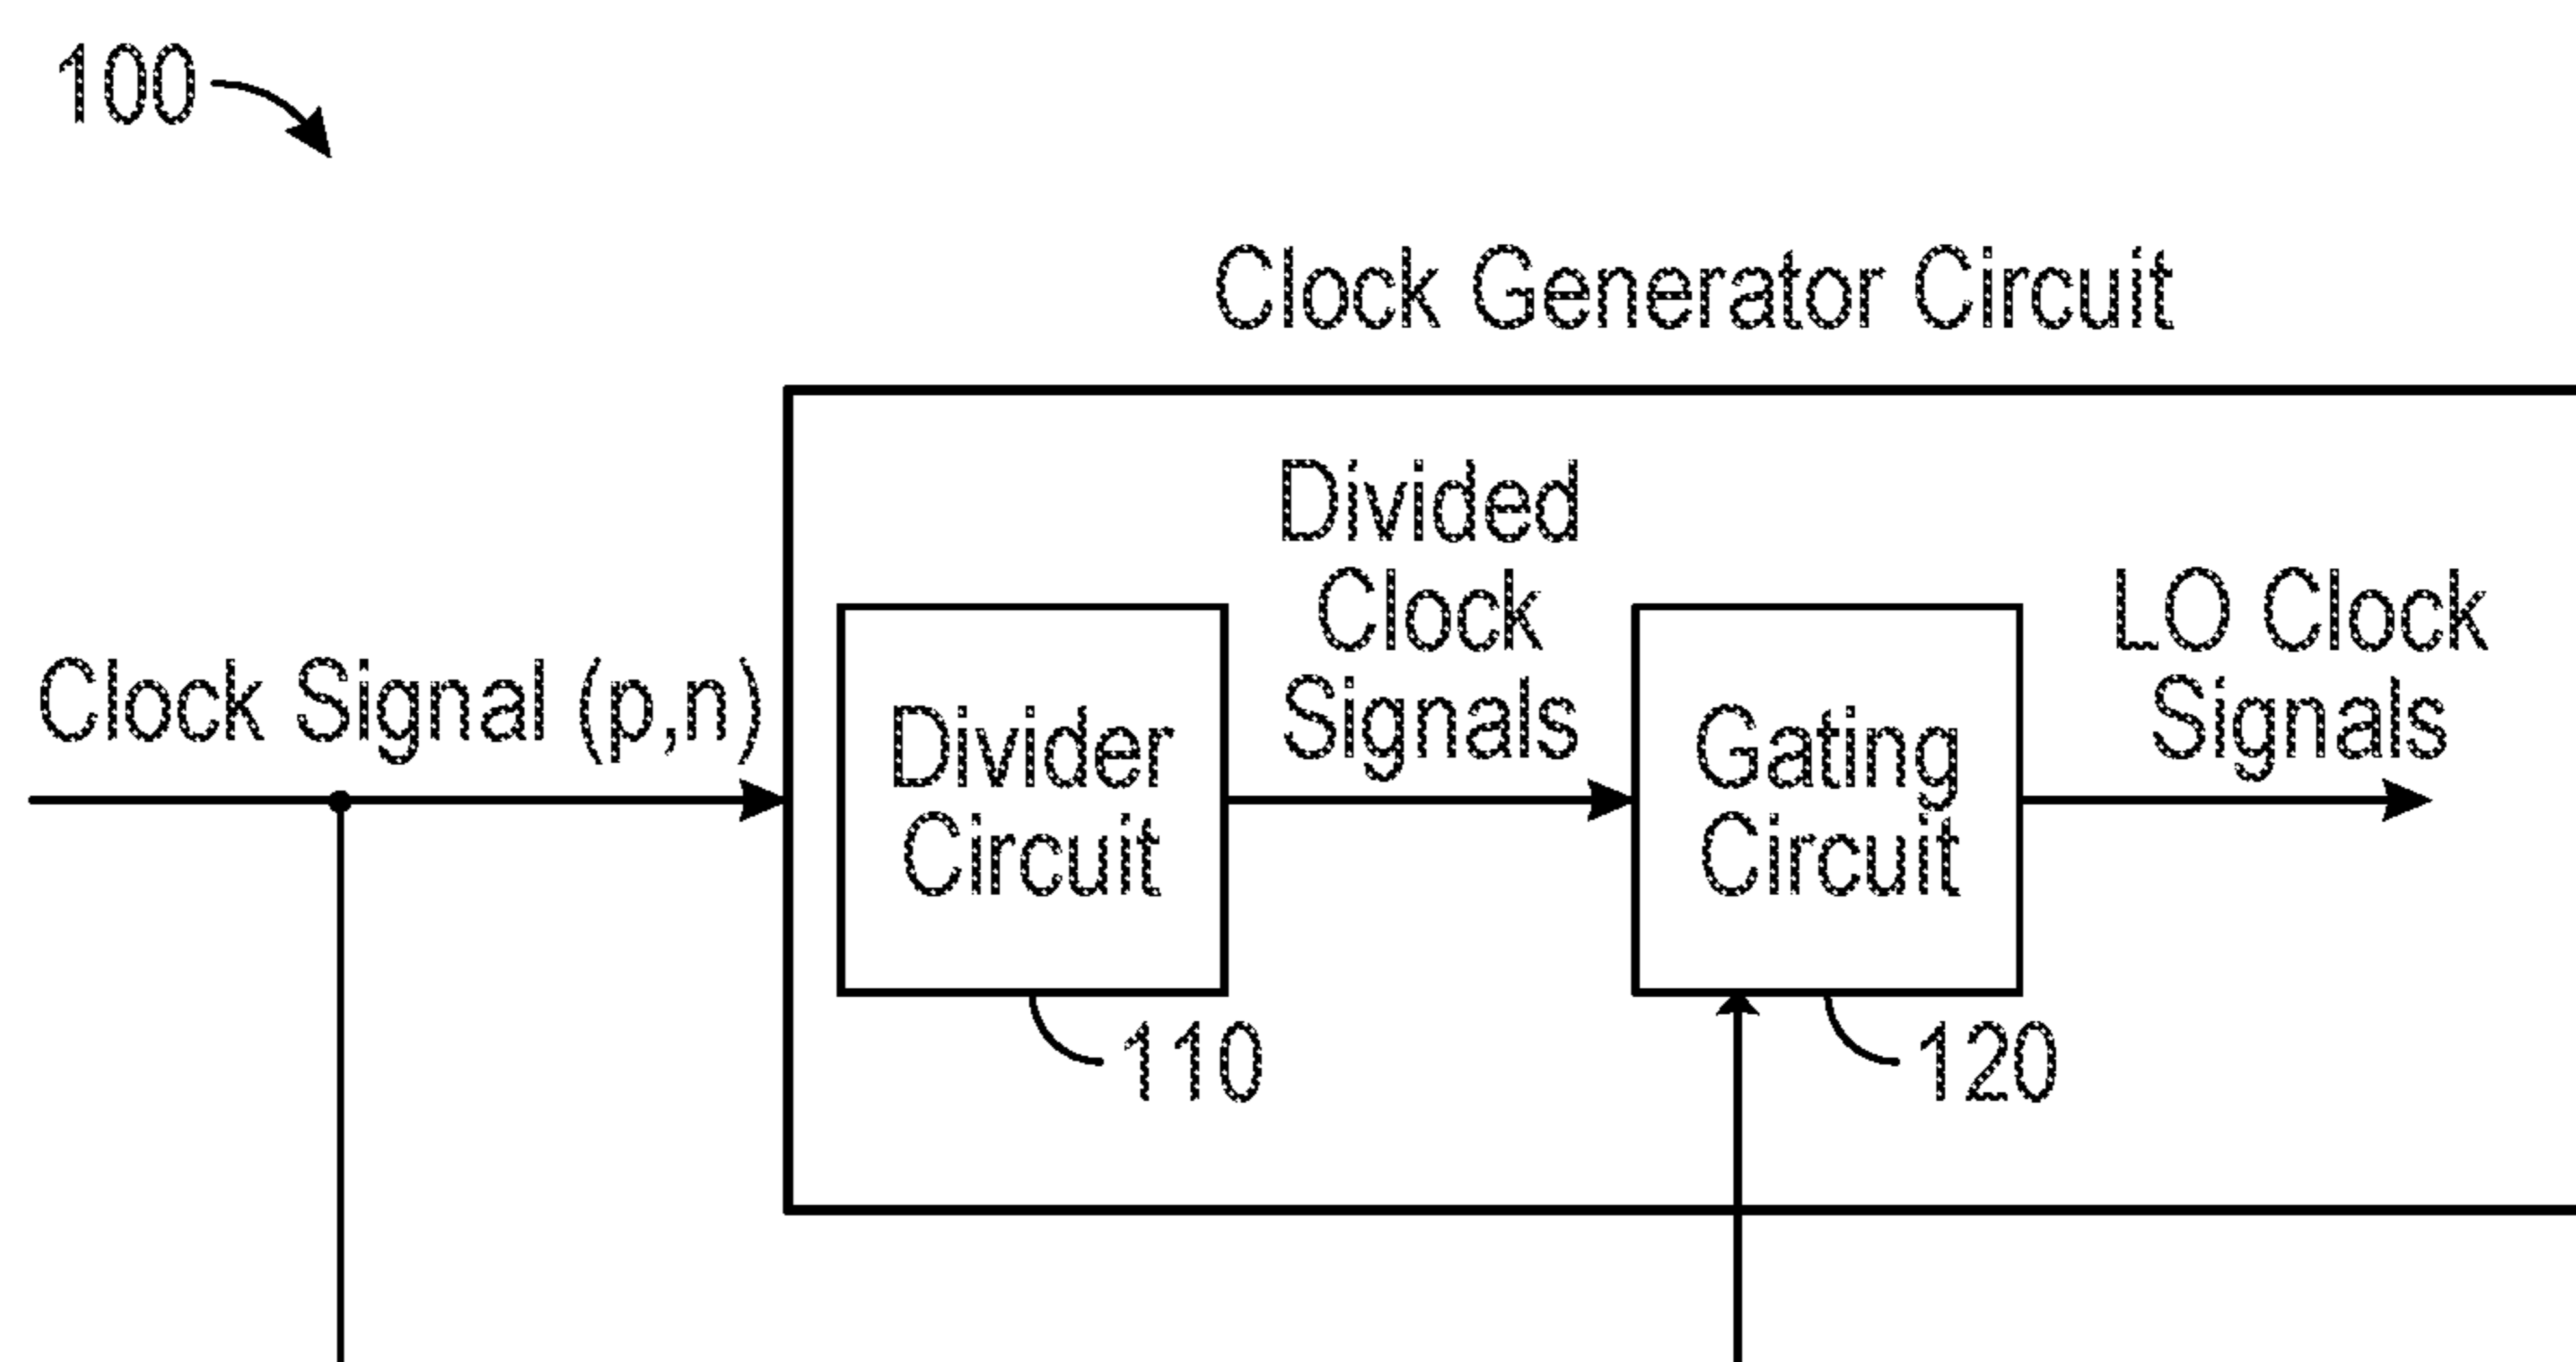 100
Clock Generator Circuit
Divided
Clock
Signals
LO Clock
Signals
Clock Signal (p,n)
Divider
Circuit
Gating
Circuit
110
120